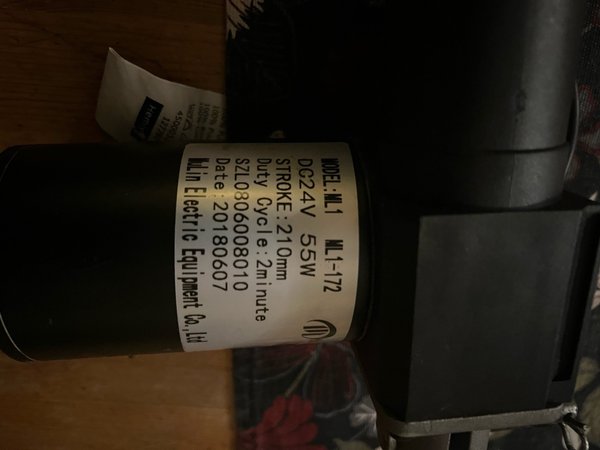 MODEL:ML1 ML1-172
DC24V 55W
STROKE:210mm
Duty Cycle:2minute
SZL0806008010
Date:20180607
MuLin Electric Equipment Co.,Ltd